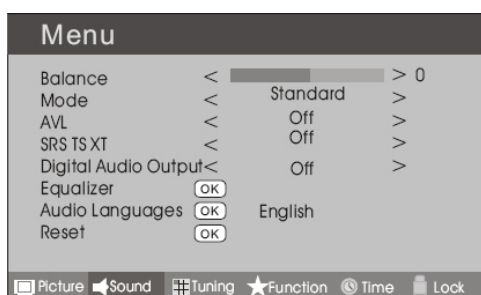 Menu
Balance < > 0
Mode < Standard >
AVL < Off >
SRS TS XT < Off >
Digital Audio Output < Off >
Equalizer OK
Audio Languages OK English
Reset OK
Picture Sound Tuning Function Time Lock